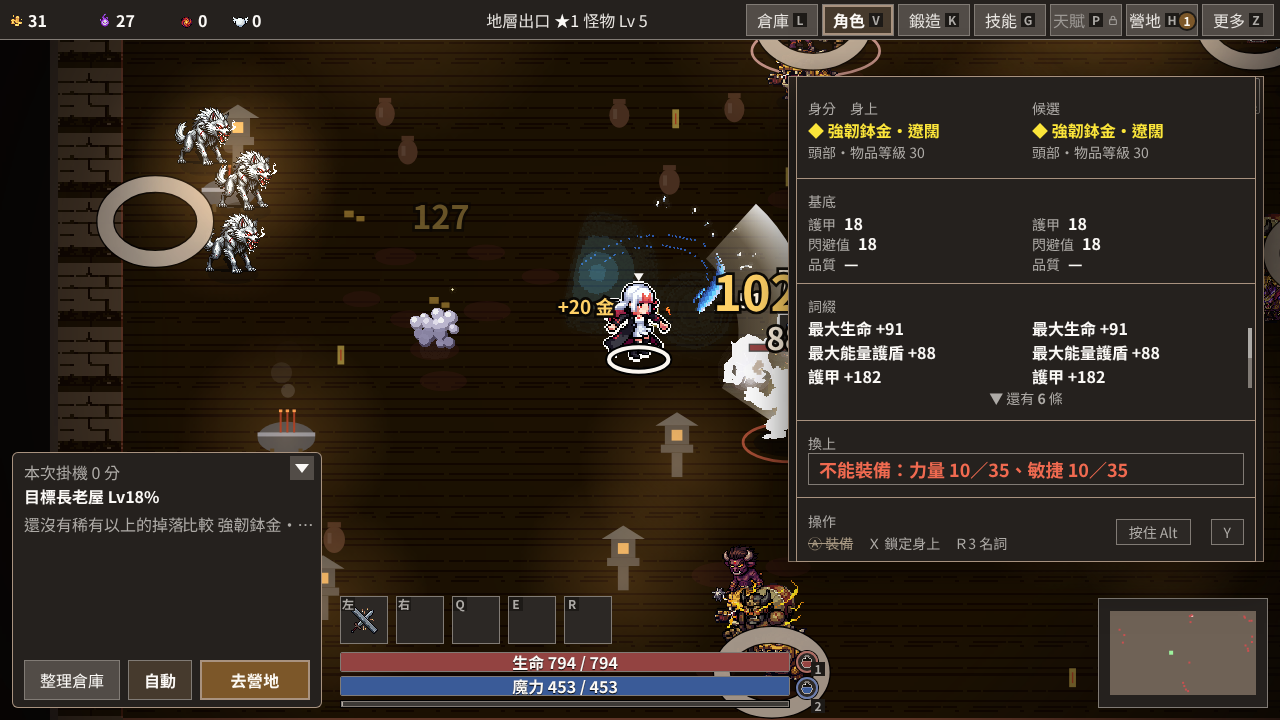 31
27
0
0
地層出口 ★1 怪物 Lv 5
倉庫 L
角色 V
鍛造 K
技能 G
天賦 P
營地 H 1
更多 Z
127
+20 金
102
8
身分 身上
候選
◆ 強韌鉢金・遼闊
◆ 強韌鉢金・遼闊
頭部・物品等級 30
頭部・物品等級 30
基底
護甲 18
護甲 18
閃避值 18
閃避值 18
品質 —
品質 —
詞綴
最大生命 +91
最大生命 +91
最大能量護盾 +88
最大能量護盾 +88
護甲 +182
護甲 +182
▼ 還有 6 條
換上
不能裝備：力量 10／35、敏捷 10／35
操作
Ⓐ 裝備 X 鎖定身上 R3 名詞
按住 Alt
Y
本次掛機 0 分
▼
目標長老屋 Lv18%
還沒有稀有以上的掉落比較 強韌鉢金・…
整理倉庫
自動
去營地
左
右
Q
E
R
生命 794 / 794
1
魔力 453 / 453
2